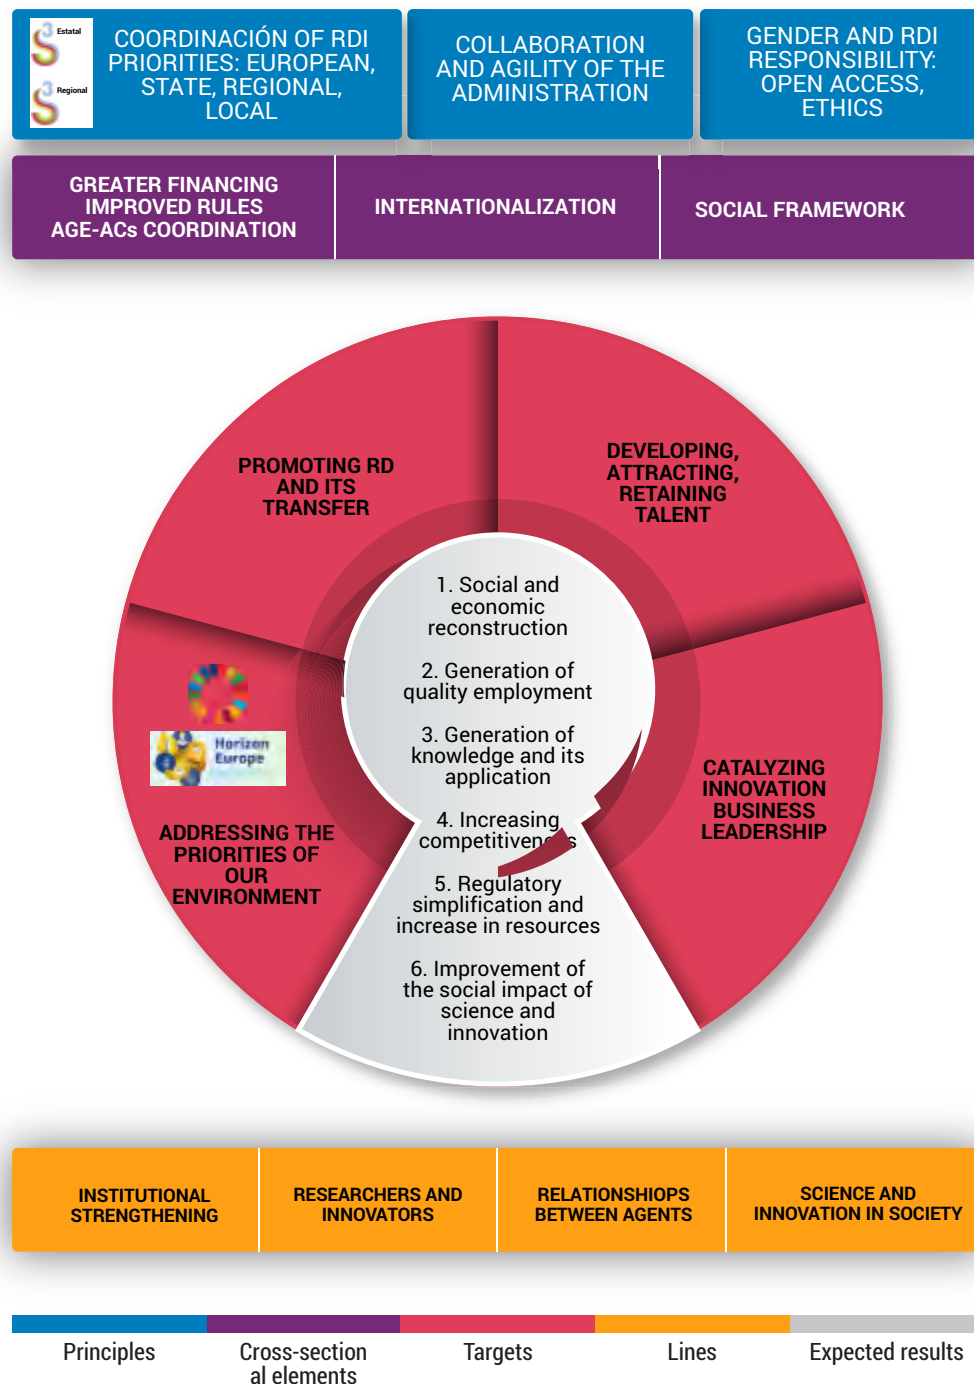 Estatal
Regional
COORDINACIÓN OF RDI
PRIORITIES: EUROPEAN,
STATE, REGIONAL,
LOCAL
COLLABORATION
AND AGILITY OF THE
ADMINISTRATION
GENDER AND RDI
RESPONSIBILITY:
OPEN ACCESS,
ETHICS
GREATER FINANCING
IMPROVED RULES
AGE-ACs COORDINATION
INTERNATIONALIZATION
SOCIAL FRAMEWORK
PROMOTING RD
AND ITS
TRANSFER
DEVELOPING,
ATTRACTING,
RETAINING
TALENT
Horizon
Europe
ADDRESSING THE
PRIORITIES OF
OUR
ENVIRONMENT
CATALYZING
INNOVATION
BUSINESS
LEADERSHIP
1. Social and
economic
reconstruction
2. Generation of
quality employment
3. Generation of
knowledge and its
application
4. Increasing
competitiveness
5. Regulatory
simplification and
increase in resources
6. Improvement of
the social impact of
science and
innovation
INSTITUTIONAL
STRENGTHENING
RESEARCHERS AND
INNOVATORS
RELATIONSHIOPS
BETWEEN AGENTS
SCIENCE AND
INNOVATION IN SOCIETY
Principles
Cross-section
al elements
Targets
Lines
Expected results